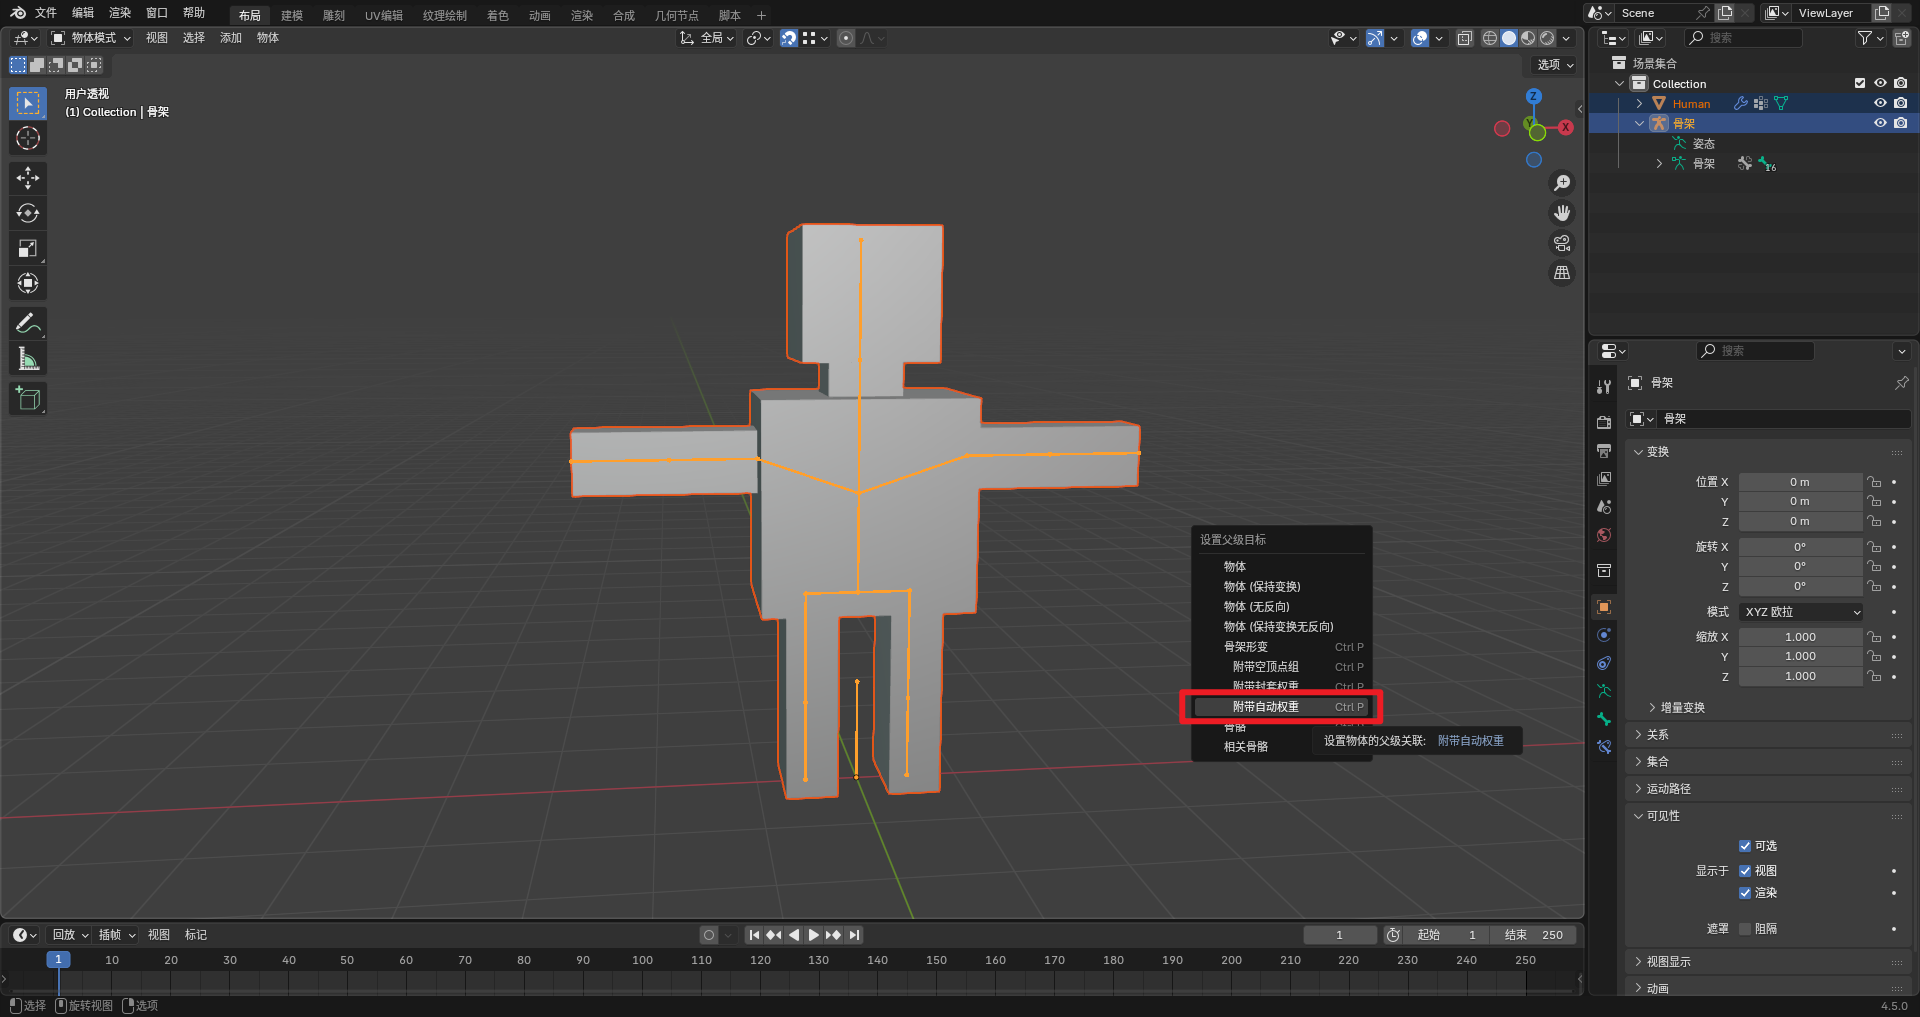 文件 编辑 渲染 窗口 帮助 布局 建模 雕刻 UV编辑 纹理绘制 着色 动画 渲染 合成 几何节点 脚本 + Scene ViewLayer
物体模式 视图 选择 添加 物体 全局 搜索
选项
用户透视
(1) Collection | 骨架
Z
Y
X
场景集合
Collection
Human
骨架
姿态
骨架 16
搜索
骨架
骨架
变换
位置 X 0 m
Y 0 m
Z 0 m
旋转 X 0°
Y 0°
Z 0°
模式 XYZ 欧拉
缩放 X 1.000
Y 1.000
Z 1.000
增量变换
关系
集合
运动路径
可见性
可选
显示于 视图
渲染
遮罩 阻隔
视图显示
动画
设置父级目标
物体
物体 (保持变换)
物体 (无反向)
物体 (保持变换无反向)
骨架形变 Ctrl P
附带空顶点组 Ctrl P
附带封套权重 Ctrl P
附带自动权重 Ctrl P
骨骼
相关骨骼
设置物体的父级关联: 附带自动权重
回放 插帧 视图 标记 1 起始 1 结束 250
1 10 20 30 40 50 60 70 80 90 100 110 120 130 140 150 160 170 180 190 200 210 220 230 240 250
选择 旋转视图 选项 4.5.0